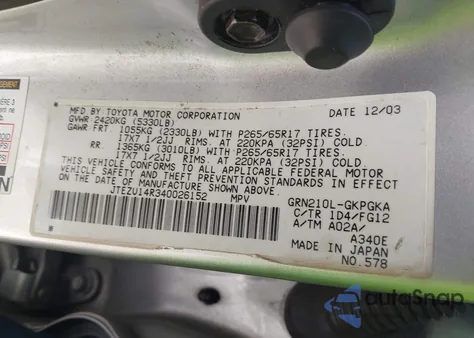 MFD BY TOYOTA MOTOR CORPORATION DATE 12/03
GVWR 2420KG (5330LB)
GAWR FRT 1055KG (2330LB) WITH P265/65R17 TIRES.
17X7 1/2JJ RIMS. AT 220KPA (32PSI) COLD.
RR: 1365KG (3010LB) WITH P265/65R17 TIRES.
17X7 1/2JJ RIMS. AT 220KPA (32PSI) COLD.
THIS VEHICLE CONFORMS TO ALL APPLICABLE FEDERAL MOTOR
VEHICLE SAFETY AND THEFT PREVENTION STANDARDS IN EFFECT
ON THE DATE OF MANUFACTURE SHOWN ABOVE.
JTEZU14R340026152 MPV
GRN210L-GKPGKA
C/TR 1D4/FG12
A/TM A02A/
A340E
MADE IN JAPAN
NO.578
autoSnap